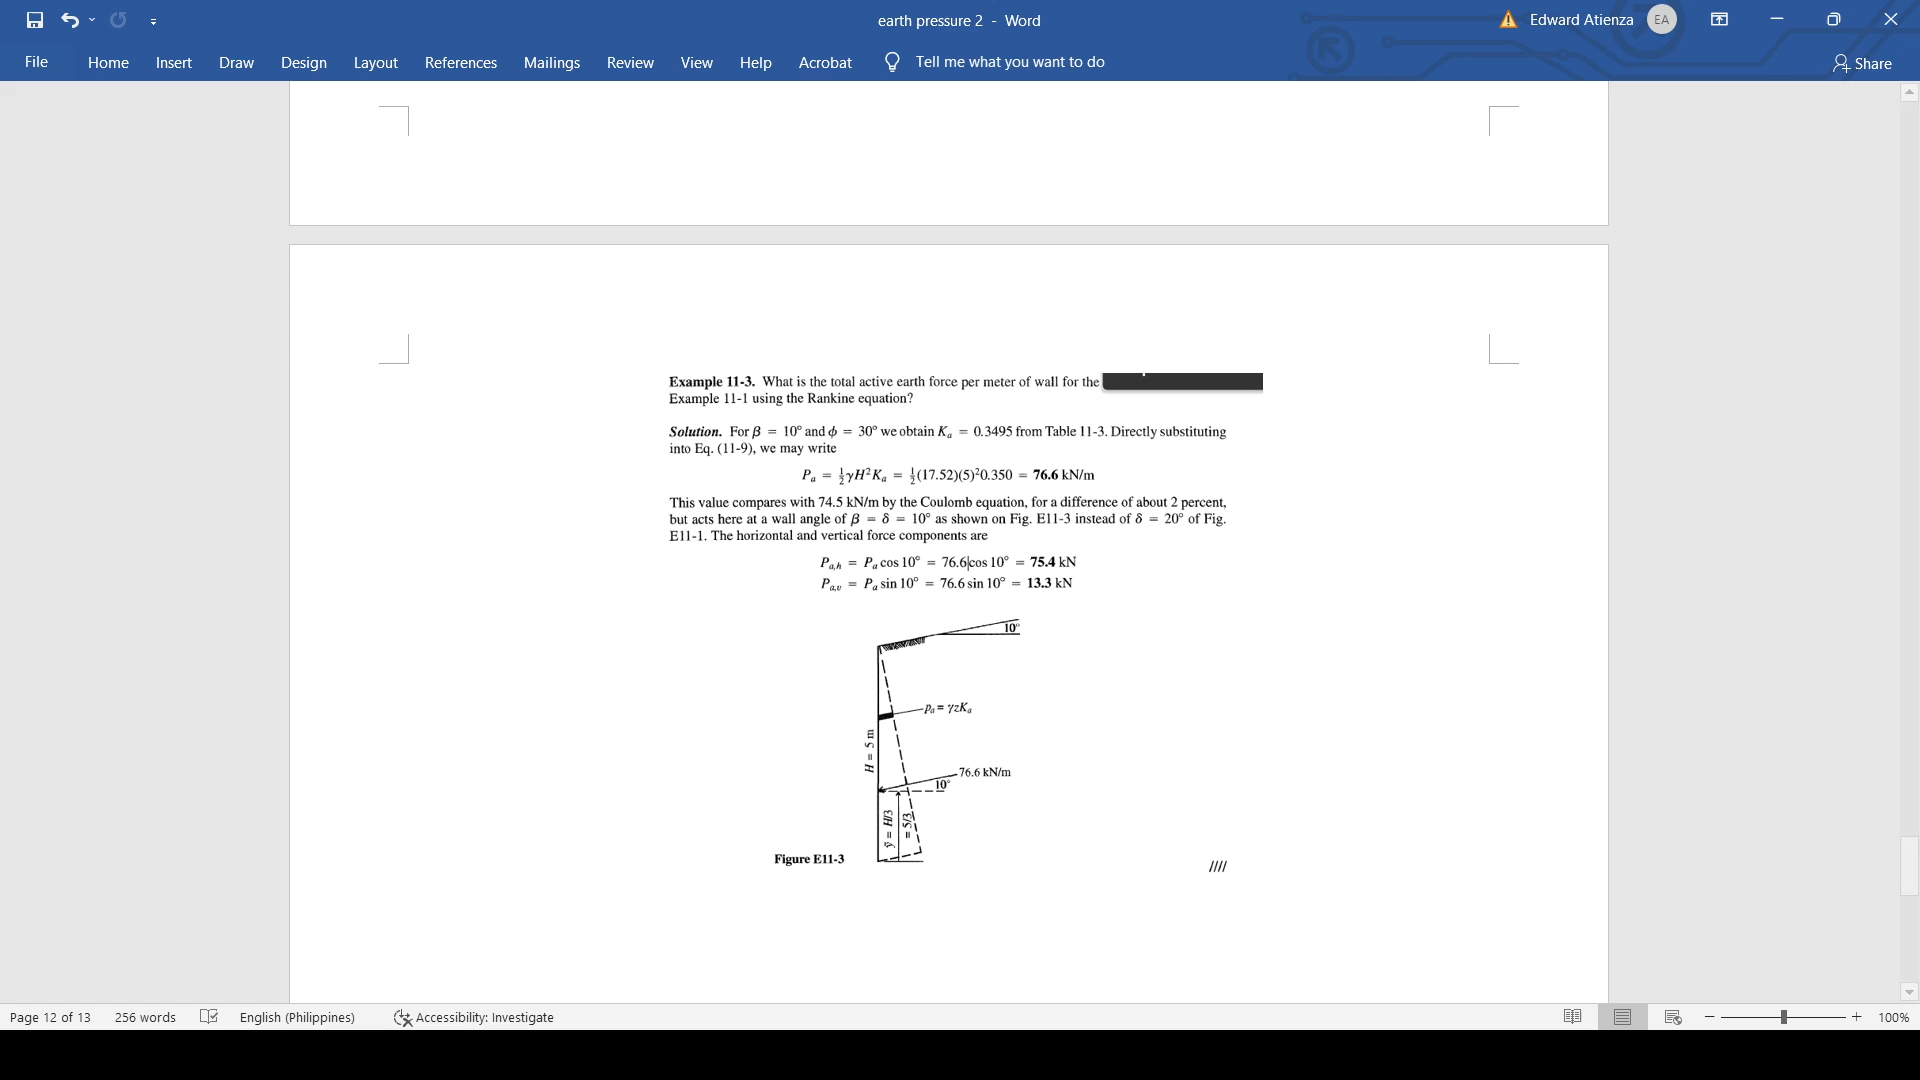 earth pressure 2 - Word
Edward Atienza
EA
File Home Insert Draw Design Layout References Mailings Review View Help Acrobat Tell me what you want to do
Share
Example 11-3. What is the total active earth force per meter of wall for the
Example 11-1 using the Rankine equation?
Solution. For β = 10° and ϕ = 30° we obtain Kₐ = 0.3495 from Table 11-3. Directly substituting
into Eq. (11-9), we may write
Pₐ = ½γH²Kₐ = ½(17.52)(5)²0.350 = 76.6 kN/m
This value compares with 74.5 kN/m by the Coulomb equation, for a difference of about 2 percent,
but acts here at a wall angle of β = δ = 10° as shown on Fig. E11-3 instead of δ = 20° of Fig.
E11-1. The horizontal and vertical force components are
Pa,h = Pₐ cos 10° = 76.6 cos 10° = 75.4 kN
Pa,v = Pₐ sin 10° = 76.6 sin 10° = 13.3 kN
10°
pₐ = γzKₐ
H = 5 m
76.6 kN/m
10°
ȳ = H/3
= 5/3
Figure E11-3
////
Page 12 of 13 256 words English (Philippines) Accessibility: Investigate
100%